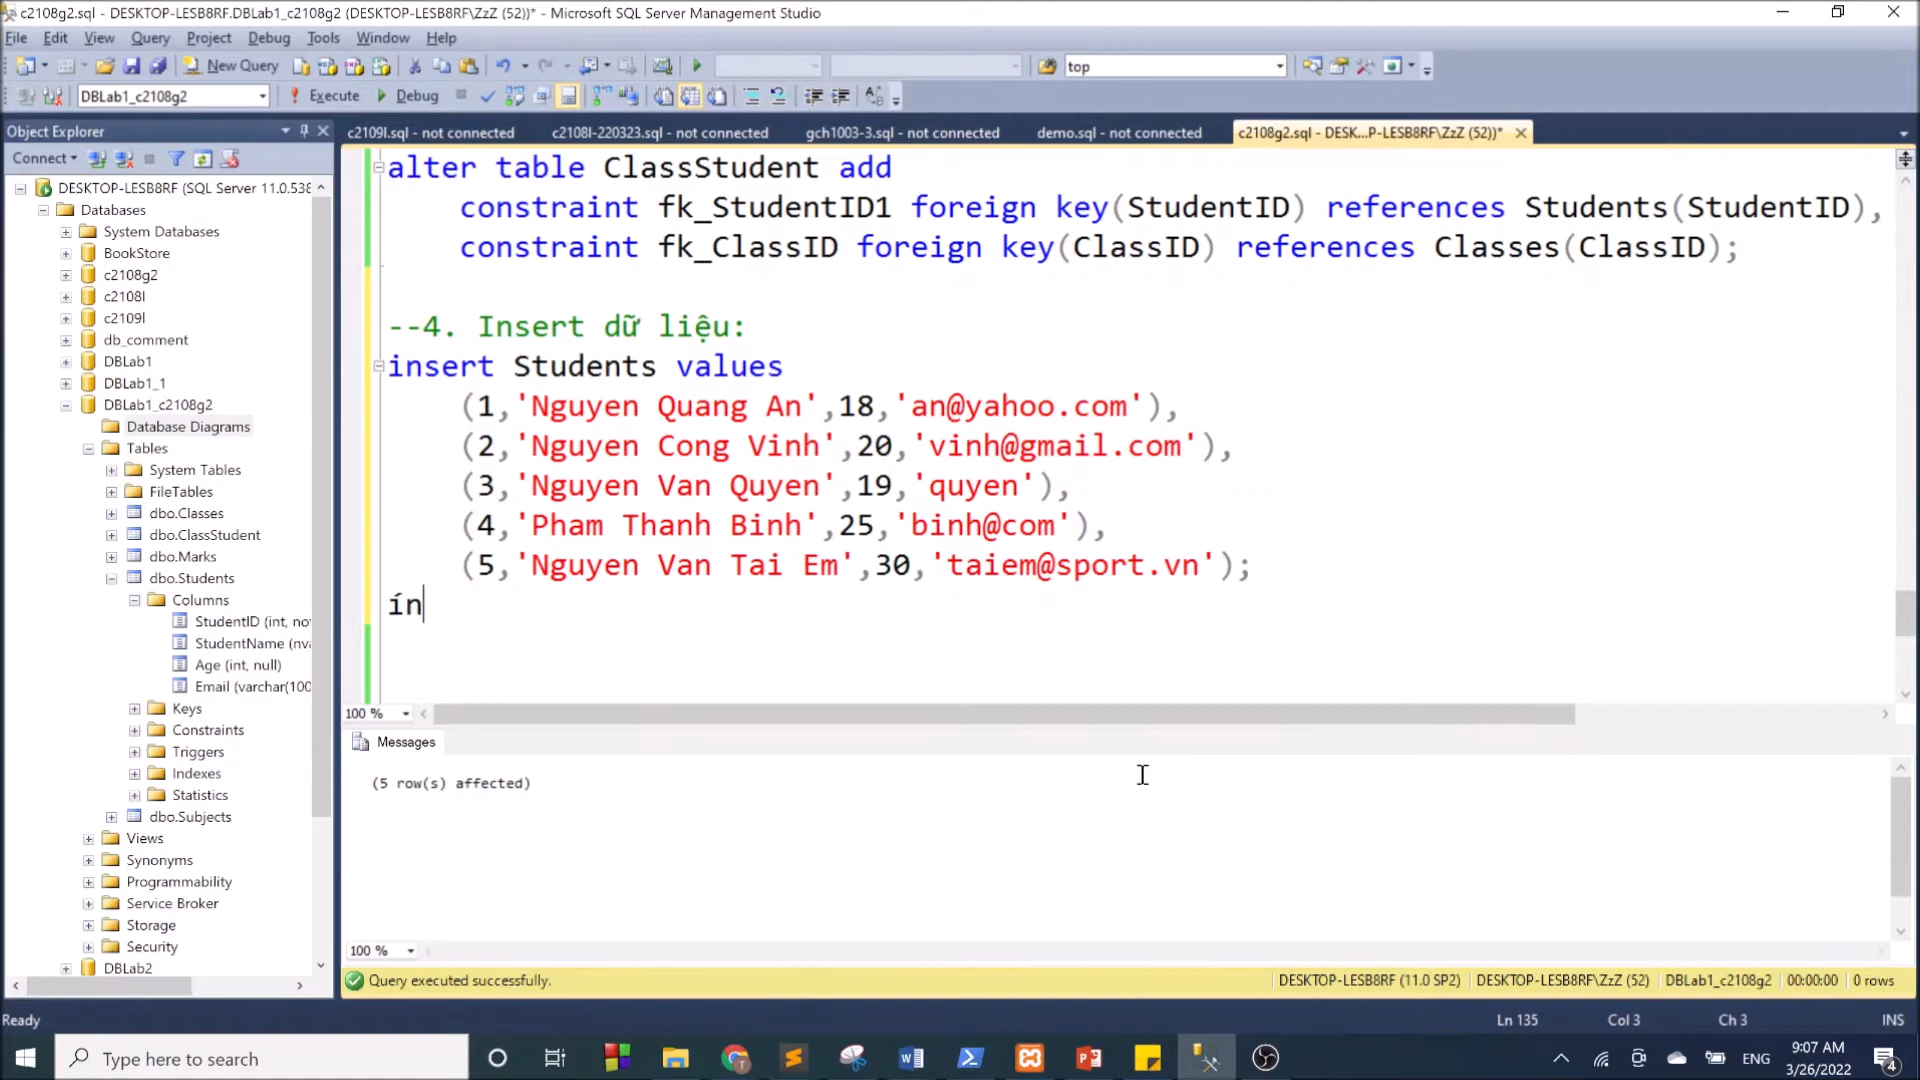 c2108g2.sql - DESKTOP-LESB8RF.DBLab1_c2108g2 (DESKTOP-LESB8RF\ZzZ (52))* - Microsoft SQL Server Management Studio
File Edit View Query Project Debug Tools Window Help
New Query top
DBLab1_c2108g2 Execute Debug
Object Explorer
c2109l.sql - not connected c2108l-220323.sql - not connected gch1003-3.sql - not connected demo.sql - not connected c2108g2.sql - DESK...P-LESB8RF\ZzZ (52))*
Connect
DESKTOP-LESB8RF (SQL Server 11.0.538
Databases
System Databases
BookStore
c2108g2
c2108l
c2109l
db_comment
DBLab1
DBLab1_1
DBLab1_c2108g2
Database Diagrams
Tables
System Tables
FileTables
dbo.Classes
dbo.ClassStudent
dbo.Marks
dbo.Students
Columns
StudentID (int, no
StudentName (nva
Age (int, null)
Email (varchar(100
Keys
Constraints
Triggers
Indexes
Statistics
dbo.Subjects
Views
Synonyms
Programmability
Service Broker
Storage
Security
DBLab2
alter table ClassStudent add
constraint fk_StudentID1 foreign key(StudentID) references Students(StudentID),
constraint fk_ClassID foreign key(ClassID) references Classes(ClassID);
--4. Insert dữ liệu:
insert Students values
(1,'Nguyen Quang An',18,'an@yahoo.com'),
(2,'Nguyen Cong Vinh',20,'vinh@gmail.com'),
(3,'Nguyen Van Quyen',19,'quyen'),
(4,'Pham Thanh Binh',25,'binh@com'),
(5,'Nguyen Van Tai Em',30,'taiem@sport.vn');
ín
100 %
Messages
(5 row(s) affected)
100 %
Query executed successfully. DESKTOP-LESB8RF (11.0 SP2) DESKTOP-LESB8RF\ZzZ (52) DBLab1_c2108g2 00:00:00 0 rows
Ready Ln 135 Col 3 Ch 3 INS
Type here to search ENG 9:07 AM
3/26/2022 4